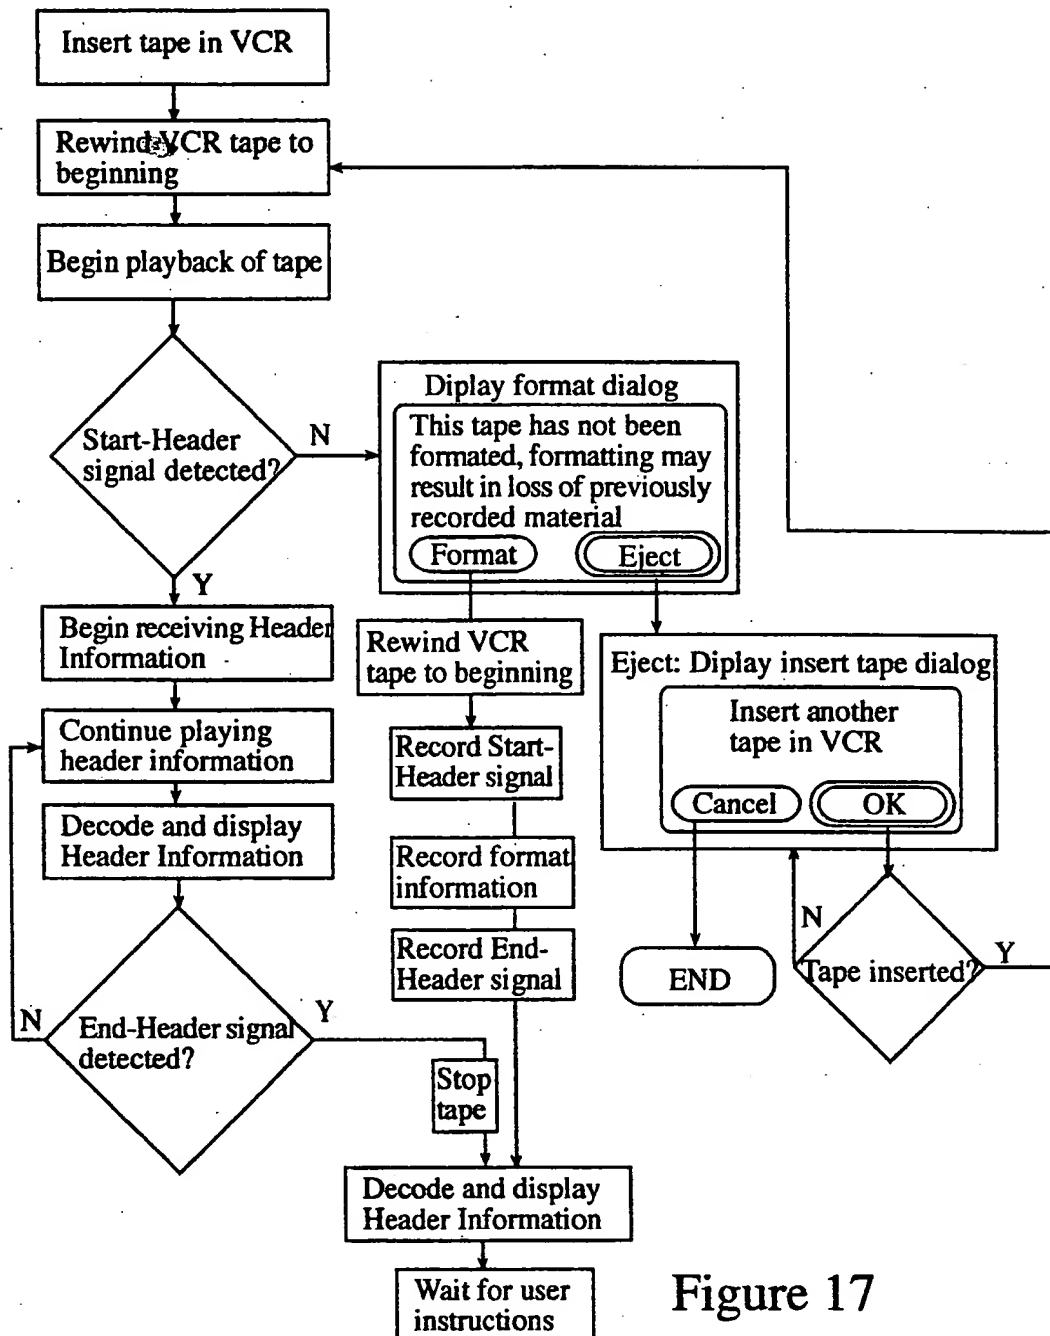 Insert tape in VCR
Rewind VCR tape to
beginning
Begin playback of tape
Start-Header
signal detected?
N
Y
Diplay format dialog
This tape has not been
formated, formatting may
result in loss of previously
recorded material
Format
Eject
Begin receiving Header
Information
Continue playing
header information
Decode and display
Header Information
End-Header signal
detected?
N
Y
Rewind VCR
tape to beginning
Record Start-
Header signal
Record format
information
Record End-
Header signal
Stop
tape
Eject: Diplay insert tape dialog
Insert another
tape in VCR
Cancel
OK
END
N
Tape inserted?
Y
Decode and display
Header Information
Wait for user
instructions
Figure 17